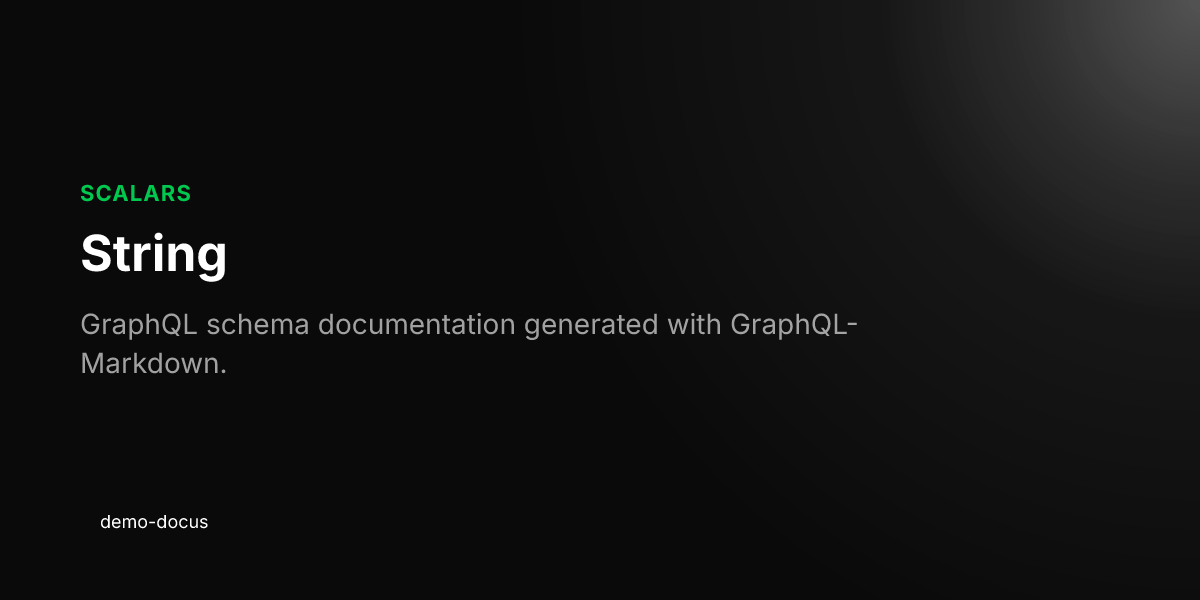 SCALARS
String
GraphQL schema documentation generated with GraphQL-
Markdown.
demo-docus